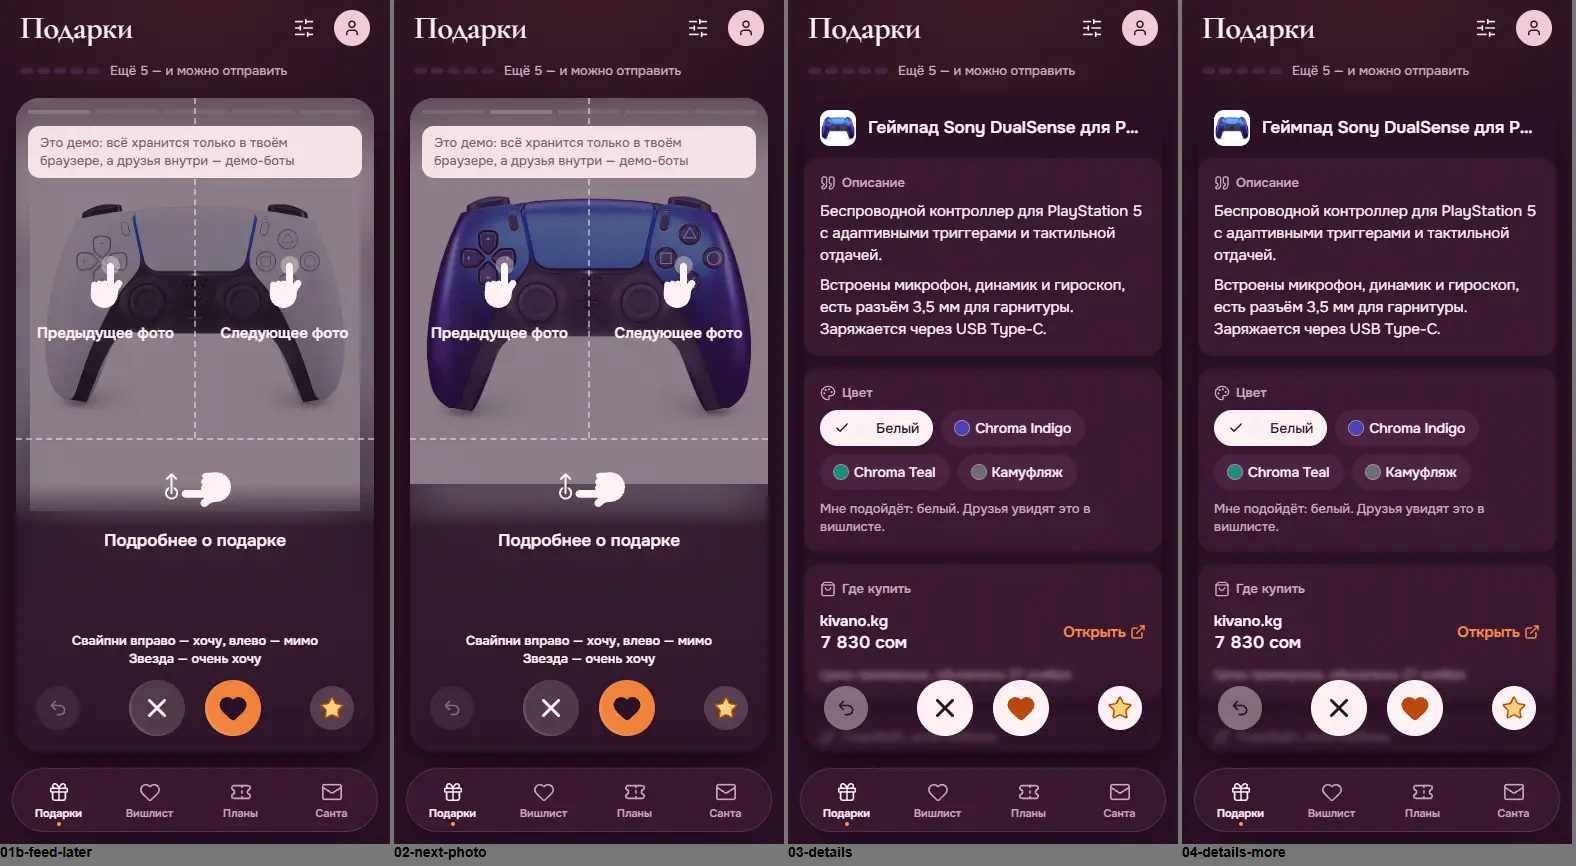 Подарки
Ещё 5 — и можно отправить
Это демо: всё хранится только в твоём
браузере, а друзья внутри — демо-боты
Предыдущее фото
Следующее фото
Подробнее о подарке
Свайпни вправо — хочу, влево — мимо
Звезда — очень хочу
Подарки
Вишлист
Планы
Санта
01b-feed-later
Подарки
Ещё 5 — и можно отправить
Это демо: всё хранится только в твоём
браузере, а друзья внутри — демо-боты
Предыдущее фото
Следующее фото
Подробнее о подарке
Свайпни вправо — хочу, влево — мимо
Звезда — очень хочу
Подарки
Вишлист
Планы
Санта
02-next-photo
Подарки
Ещё 5 — и можно отправить
Геймпад Sony DualSense для P...
Описание
Беспроводной контроллер для PlayStation 5
с адаптивными триггерами и тактильной
отдачей.
Встроены микрофон, динамик и гироскоп,
есть разъём 3,5 мм для гарнитуры.
Заряжается через USB Type-C.
Цвет
Белый
Chroma Indigo
Chroma Teal
Камуфляж
Мне подойдёт: белый. Друзья увидят это в
вишлисте.
Где купить
kivano.kg
7 830 сом
Открыть
Подарки
Вишлист
Планы
Санта
03-details
Подарки
Ещё 5 — и можно отправить
Геймпад Sony DualSense для P...
Описание
Беспроводной контроллер для PlayStation 5
с адаптивными триггерами и тактильной
отдачей.
Встроены микрофон, динамик и гироскоп,
есть разъём 3,5 мм для гарнитуры.
Заряжается через USB Type-C.
Цвет
Белый
Chroma Indigo
Chroma Teal
Камуфляж
Мне подойдёт: белый. Друзья увидят это в
вишлисте.
Где купить
kivano.kg
7 830 сом
Открыть
Подарки
Вишлист
Планы
Санта
04-details-more